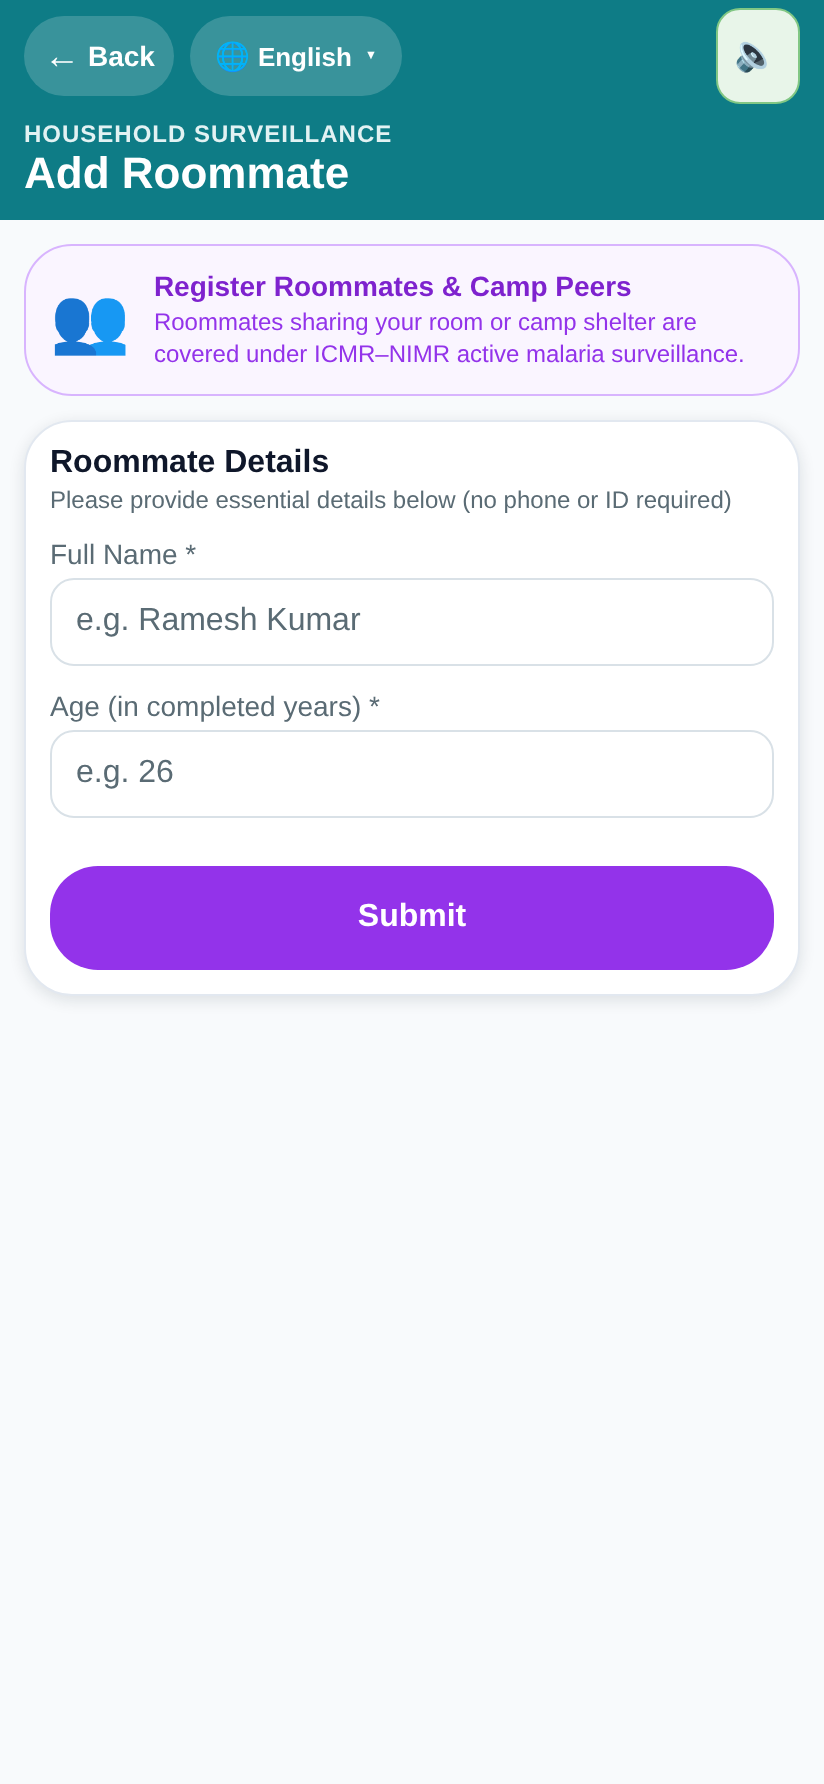 ← Back
English ▾
HOUSEHOLD SURVEILLANCE
Add Roommate
Register Roommates & Camp Peers
Roommates sharing your room or camp shelter are
covered under ICMR–NIMR active malaria surveillance.
Roommate Details
Please provide essential details below (no phone or ID required)
Full Name *
e.g. Ramesh Kumar
Age (in completed years) *
e.g. 26
Submit